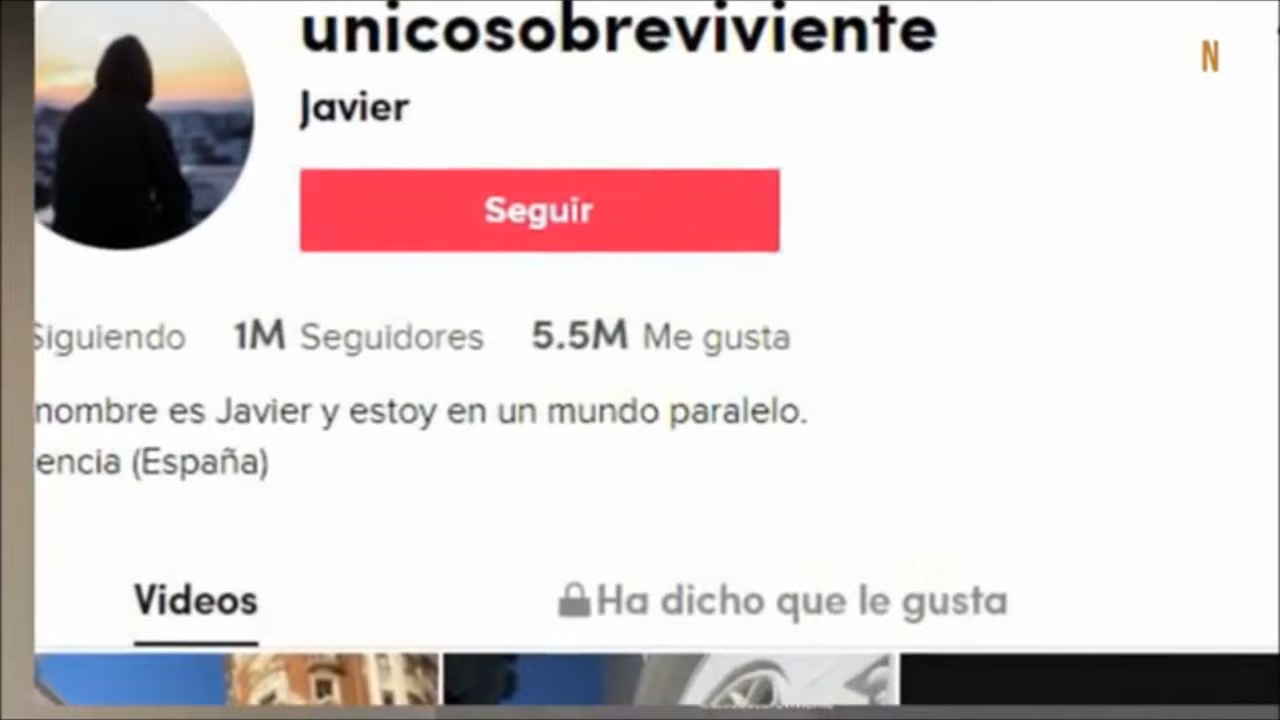 unicosobreviviente
N
Javier
Seguir
Siguiendo 1M Seguidores 5.5M Me gusta
nombre es Javier y estoy en un mundo paralelo.
encia (España)
Videos Ha dicho que le gusta